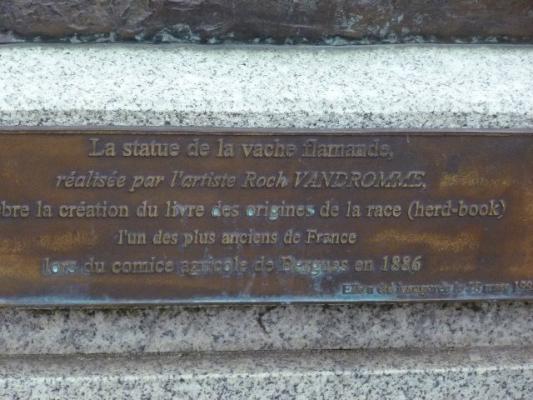 La statue de la vache flamande,
réalisée par l'artiste Roch VANDROMME,
bre la création du livre des origines de la race (herd-book)
l'un des plus anciens de France
lors du comice agricole de Bergues en 1886